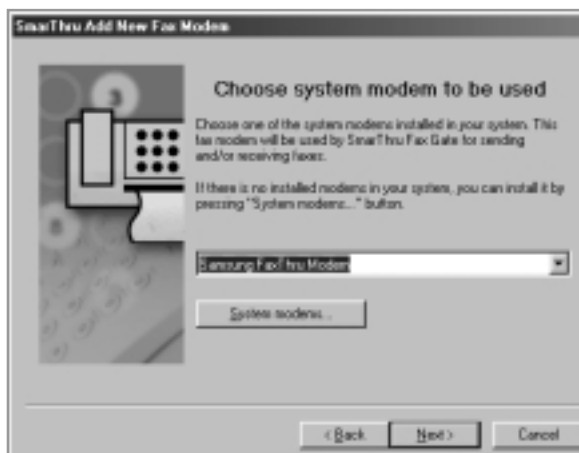 SmarThru Add New Fax Modem
Choose system modem to be used
Choose one of the system modems installed in your system. This
fax modem will be used by SmarThru Fax Gate for sending
and/or receiving faxes.
If there is no installed modems in your system, you can install it by
pressing "System modems..." button.
Samsung FaxThru Modem
System modems...
< Back
Next >
Cancel